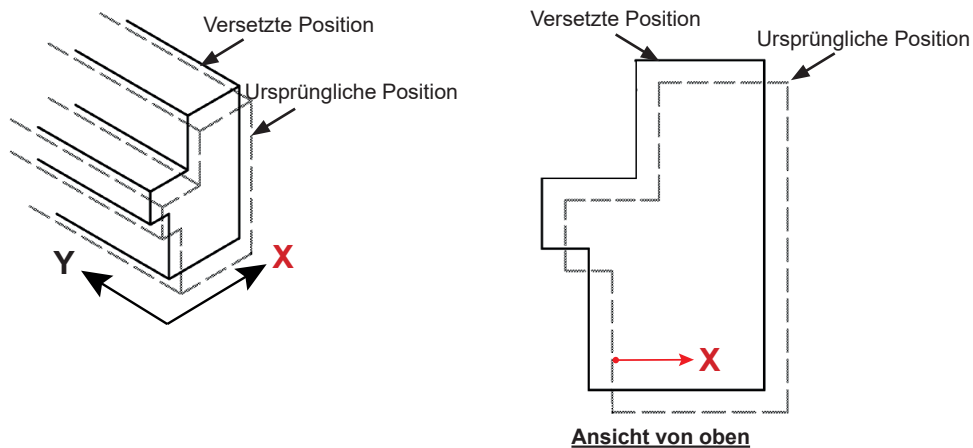 Versetzte Position
Ursprüngliche Position
Y
X
Versetzte Position
Ursprüngliche Position
X
Ansicht von oben